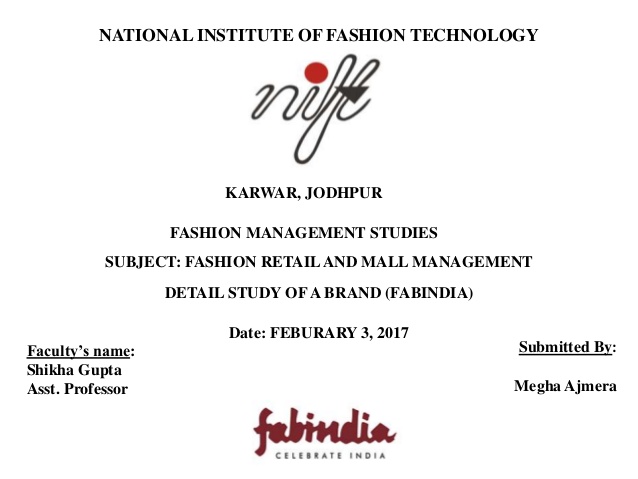 NATIONAL INSTITUTE OF FASHION TECHNOLOGY
nift
KARWAR, JODHPUR
FASHION MANAGEMENT STUDIES
SUBJECT: FASHION RETAIL AND MALL MANAGEMENT
DETAIL STUDY OF A BRAND (FABINDIA)
Date: FEBURARY 3, 2017
Faculty's name:
Shikha Gupta
Asst. Professor
Submitted By:
Megha Ajmera
fabindia
CELEBRATE INDIA